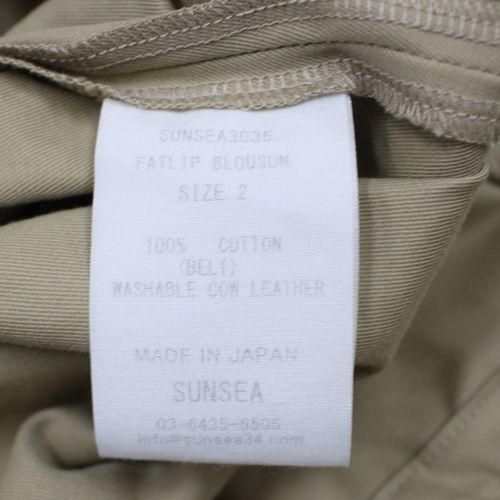 SUNSEA3035
FATLIP BLOUSON
SIZE 2
100% COTTON
(BELT)
WASHABLE COW LEATHER
MADE IN JAPAN
SUNSEA
03-6435-5505
info@sunsea34.com